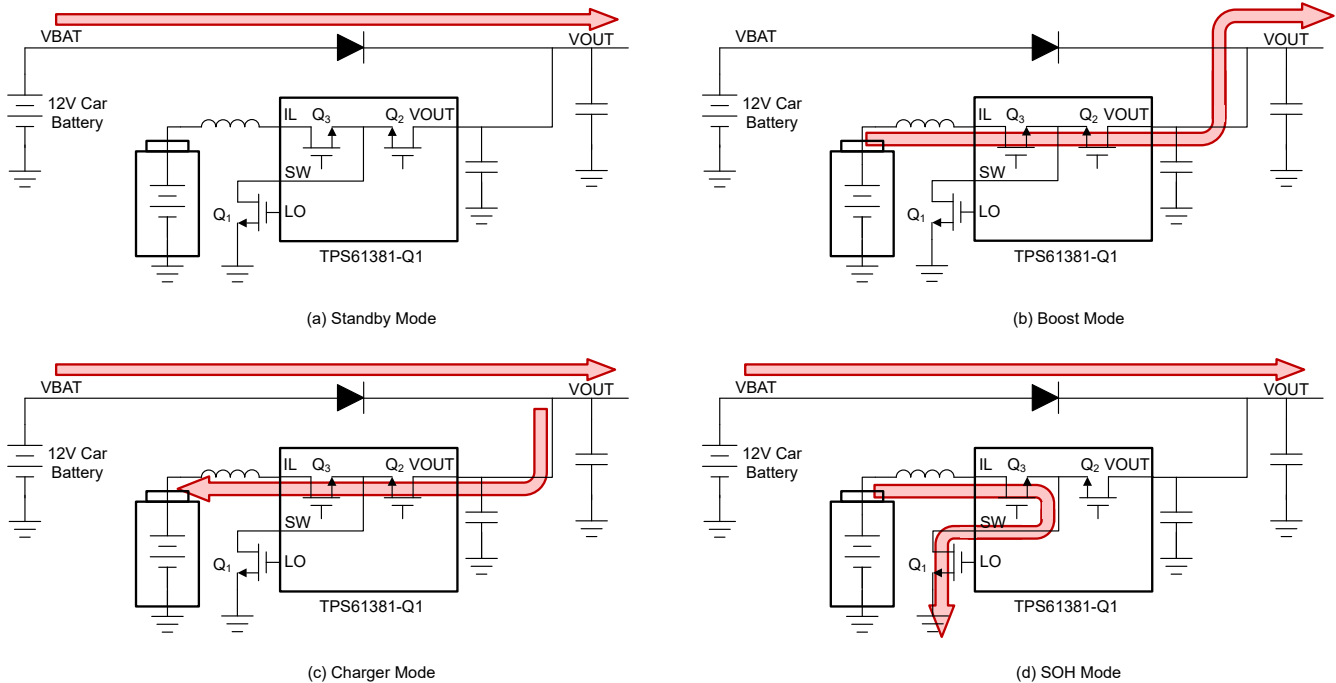 VBAT
VOUT
12V Car
Battery
IL
Q3
Q2
VOUT
SW
Q1
LO
TPS61381-Q1
(a) Standby Mode
VBAT
VOUT
12V Car
Battery
IL
Q3
Q2
VOUT
SW
Q1
LO
TPS61381-Q1
(b) Boost Mode
VBAT
VOUT
12V Car
Battery
IL
Q3
Q2
VOUT
SW
Q1
LO
TPS61381-Q1
(c) Charger Mode
VBAT
VOUT
12V Car
Battery
IL
Q3
Q2
VOUT
SW
Q1
LO
TPS61381-Q1
(d) SOH Mode